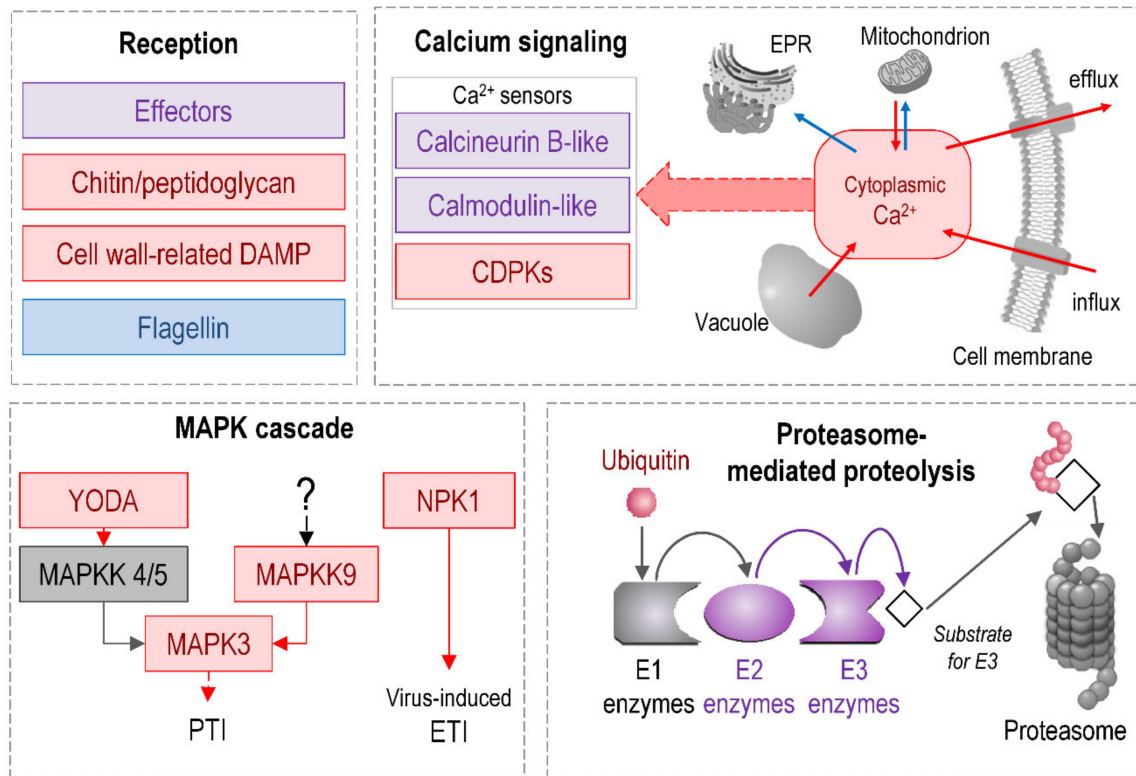 Reception
Effectors
Chitin/peptidoglycan
Cell wall-related DAMP
Flagellin
Calcium signaling
Ca²⁺ sensors
Calcineurin B-like
Calmodulin-like
CDPKs
EPR
Mitochondrion
efflux
Cytoplasmic
Ca²⁺
Vacuole
influx
Cell membrane
MAPK cascade
YODA
?
NPK1
MAPKK 4/5
MAPKK9
MAPK3
PTI
Virus-induced
ETI
Proteasome-
mediated proteolysis
Ubiquitin
E1
enzymes
E2
enzymes
E3
enzymes
Substrate
for E3
Proteasome